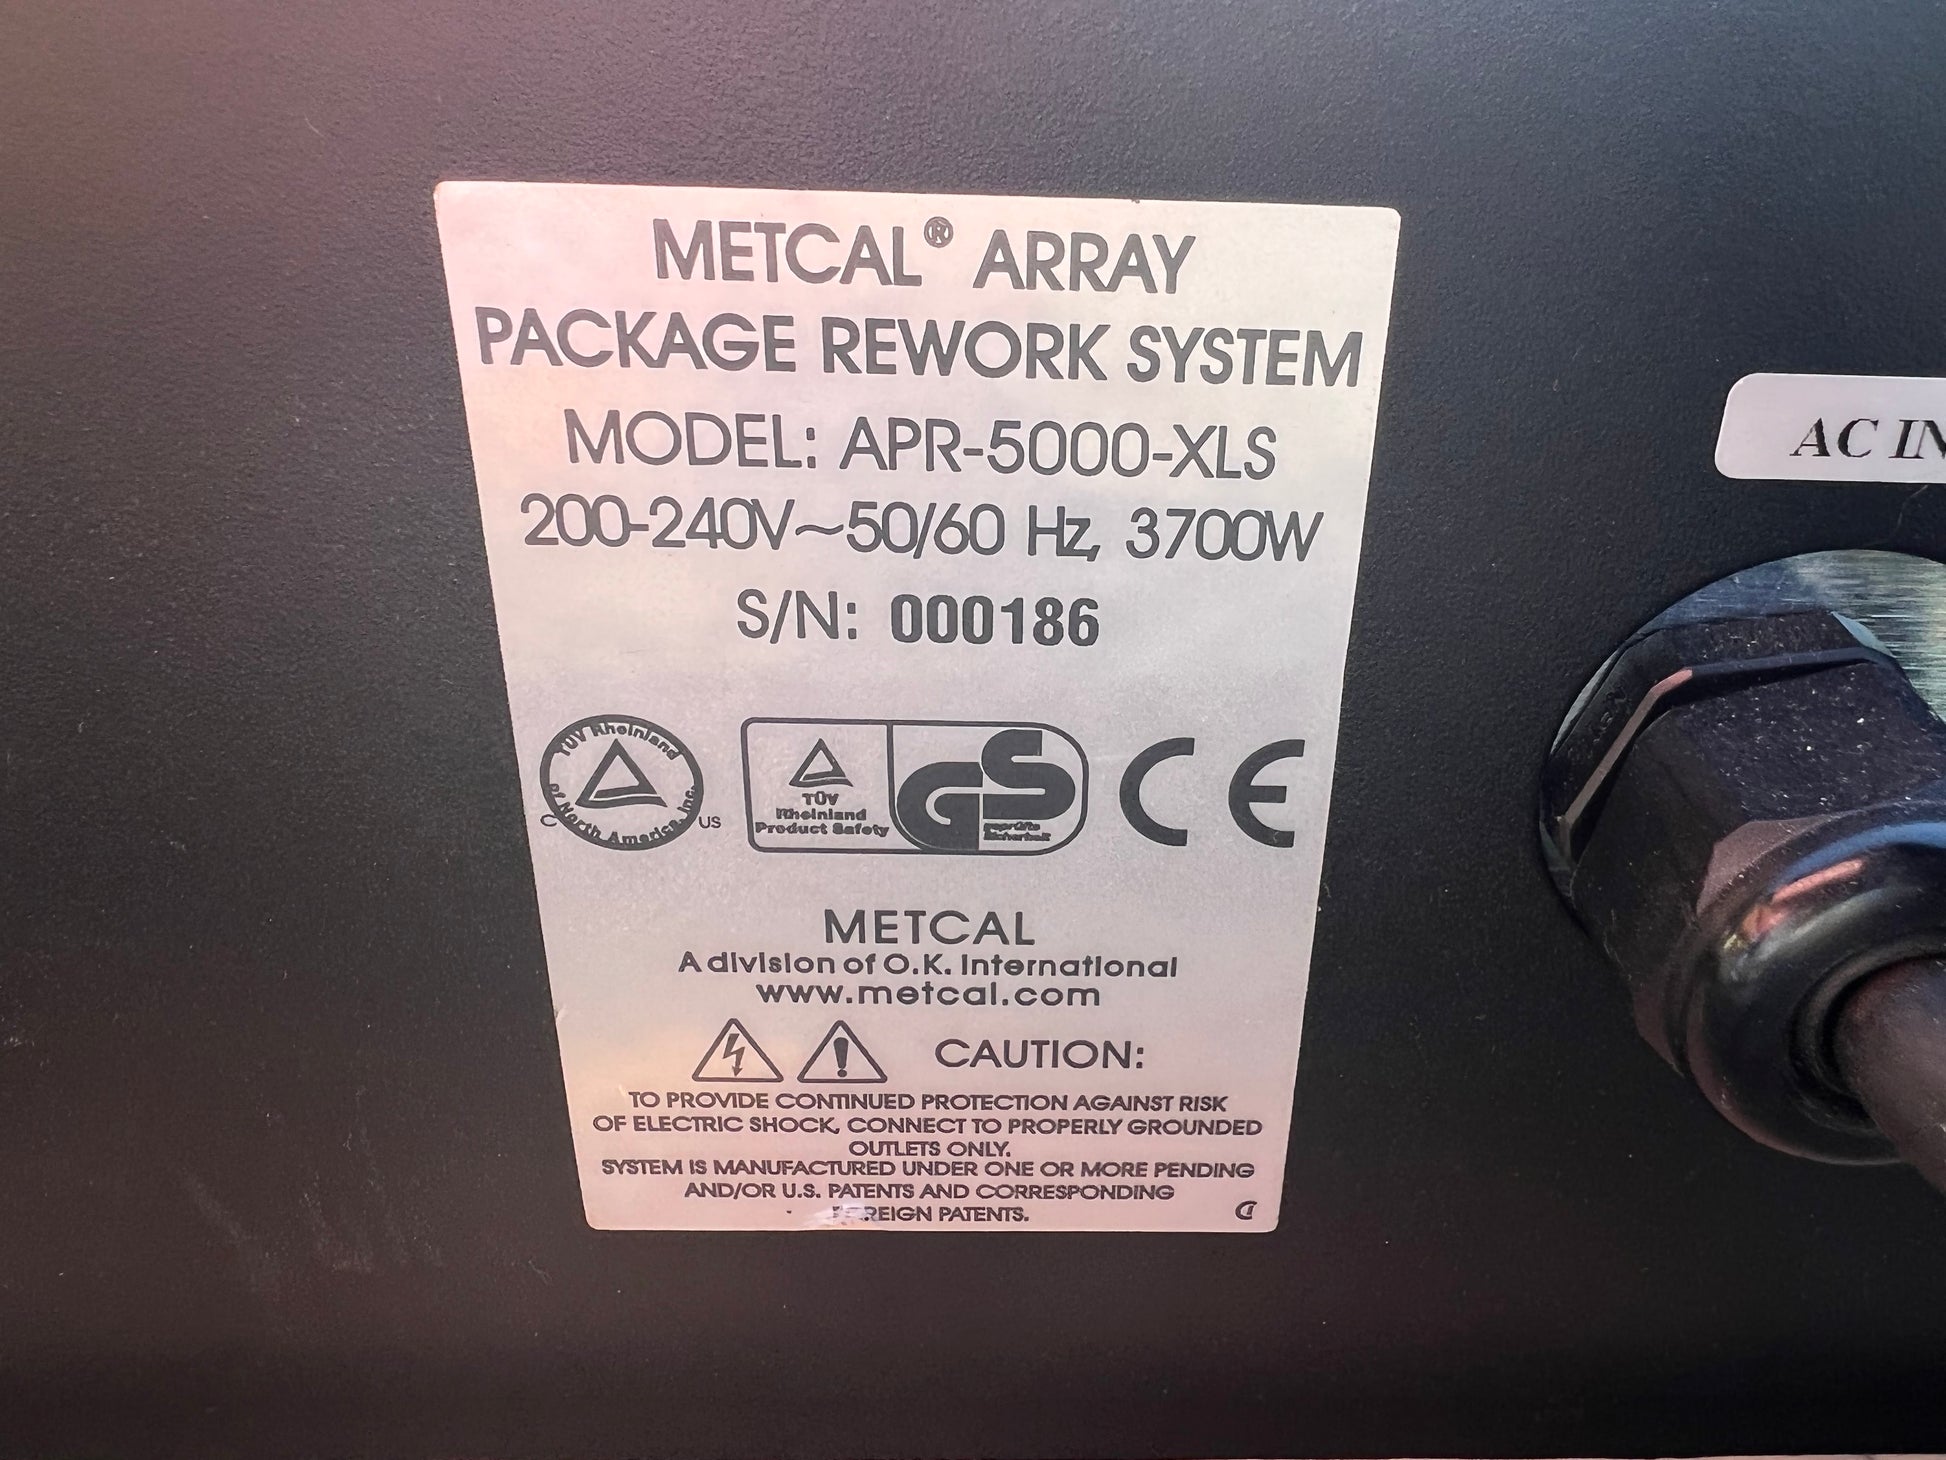 METCAL® ARRAY
PACKAGE REWORK SYSTEM
MODEL: APR-5000-XLS
200-240V~50/60 Hz, 3700W
S/N: 000186
TÜV Rheinland
of North America, Inc.
C US
TÜV
Rheinland
Product Safety
GS
geprüfte
Sicherheit
CE
METCAL
A division of O.K. International
www.metcal.com
CAUTION:
TO PROVIDE CONTINUED PROTECTION AGAINST RISK
OF ELECTRIC SHOCK, CONNECT TO PROPERLY GROUNDED
OUTLETS ONLY.
SYSTEM IS MANUFACTURED UNDER ONE OR MORE PENDING
AND/OR U.S. PATENTS AND CORRESPONDING
FOREIGN PATENTS.
AC IN